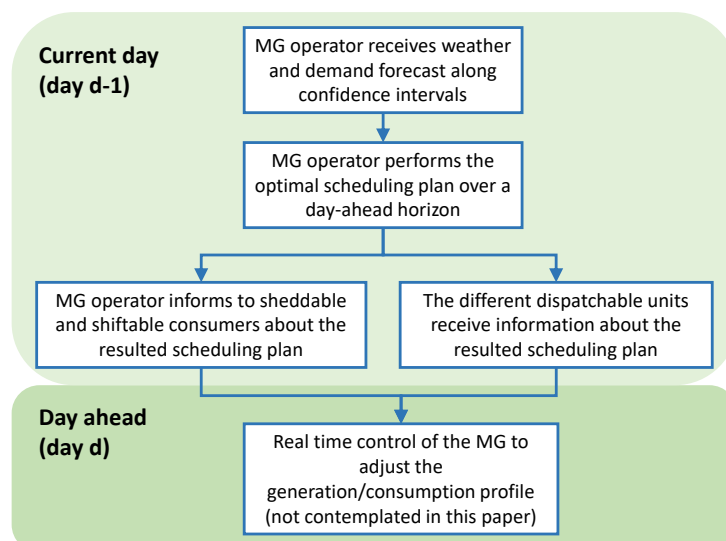 Current day
(day d-1)
MG operator receives weather
and demand forecast along
confidence intervals
MG operator performs the
optimal scheduling plan over a
day-ahead horizon
MG operator informs to sheddable
and shiftable consumers about the
resulted scheduling plan
The different dispatchable units
receive information about the
resulted scheduling plan
Day ahead
(day d)
Real time control of the MG to
adjust the
generation/consumption profile
(not contemplated in this paper)